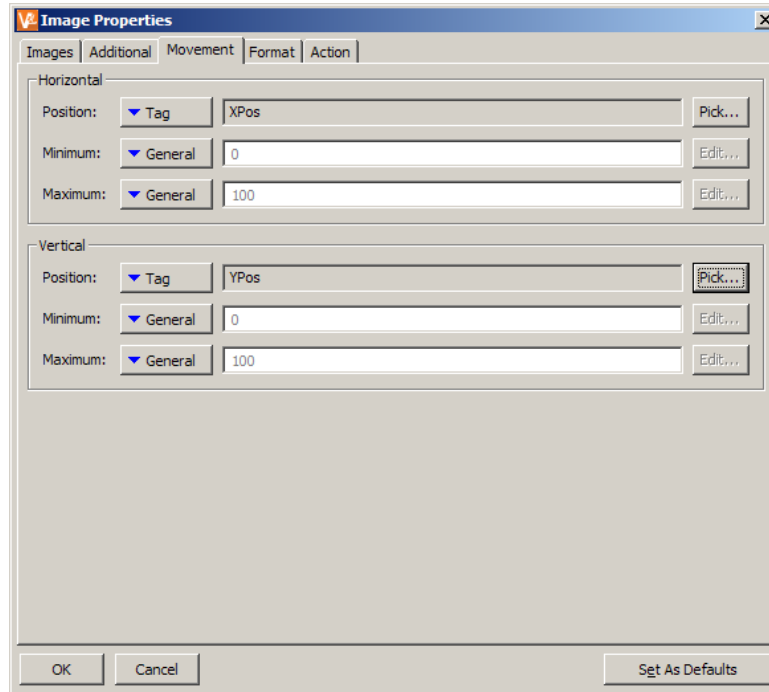 Image Properties
Images Additional Movement Format Action
Horizontal
Position: Tag XPos Pick...
Minimum: General 0 Edit...
Maximum: General 100 Edit...
Vertical
Position: Tag YPos Pick...
Minimum: General 0 Edit...
Maximum: General 100 Edit...
OK Cancel Set As Defaults